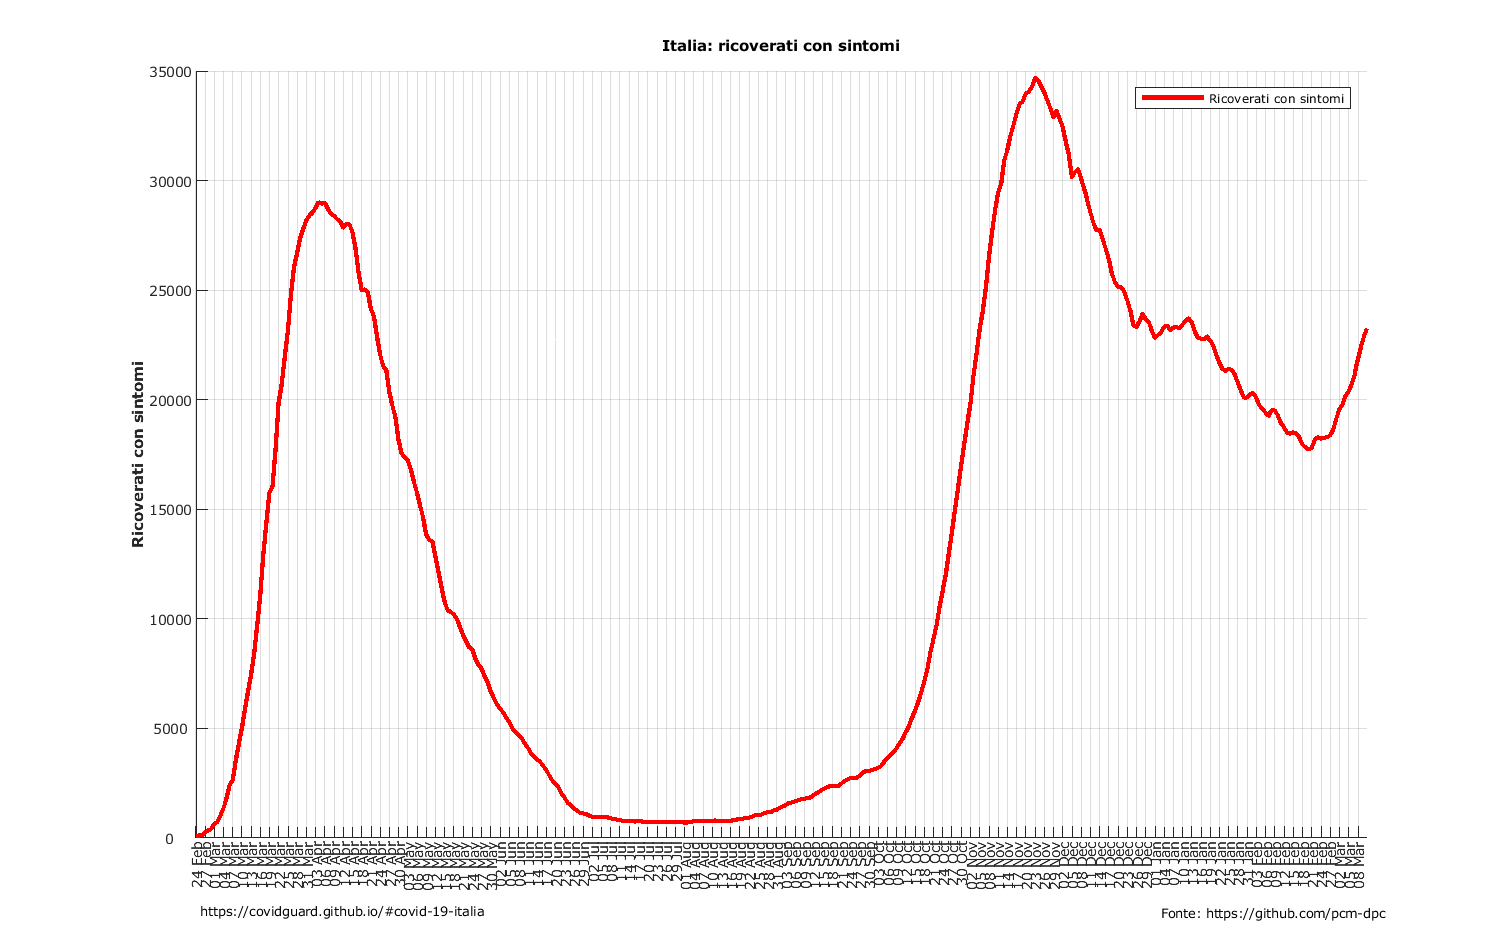 Italia: ricoverati con sintomi
Ricoverati con sintomi
Ricoverati con sintomi
35000
30000
25000
20000
15000
10000
5000
0
24 Feb
27 Feb
01 Mar
04 Mar
07 Mar
10 Mar
13 Mar
16 Mar
19 Mar
22 Mar
25 Mar
28 Mar
31 Mar
03 Apr
06 Apr
09 Apr
12 Apr
15 Apr
18 Apr
21 Apr
24 Apr
27 Apr
30 Apr
03 May
06 May
09 May
12 May
15 May
18 May
21 May
24 May
27 May
30 May
02 Jun
05 Jun
08 Jun
11 Jun
14 Jun
17 Jun
20 Jun
23 Jun
26 Jun
29 Jun
02 Jul
05 Jul
08 Jul
11 Jul
14 Jul
17 Jul
20 Jul
23 Jul
26 Jul
29 Jul
01 Aug
04 Aug
07 Aug
10 Aug
13 Aug
16 Aug
19 Aug
22 Aug
25 Aug
28 Aug
31 Aug
03 Sep
06 Sep
09 Sep
12 Sep
15 Sep
18 Sep
21 Sep
24 Sep
27 Sep
30 Sep
03 Oct
06 Oct
09 Oct
12 Oct
15 Oct
18 Oct
21 Oct
24 Oct
27 Oct
30 Oct
02 Nov
05 Nov
08 Nov
11 Nov
14 Nov
17 Nov
20 Nov
23 Nov
26 Nov
29 Nov
02 Dec
05 Dec
08 Dec
11 Dec
14 Dec
17 Dec
20 Dec
23 Dec
26 Dec
29 Dec
01 Jan
04 Jan
07 Jan
10 Jan
13 Jan
16 Jan
19 Jan
22 Jan
25 Jan
28 Jan
31 Jan
03 Feb
06 Feb
09 Feb
12 Feb
15 Feb
18 Feb
21 Feb
24 Feb
27 Feb
02 Mar
05 Mar
08 Mar
https://covidguard.github.io/#covid-19-italia
Fonte: https://github.com/pcm-dpc